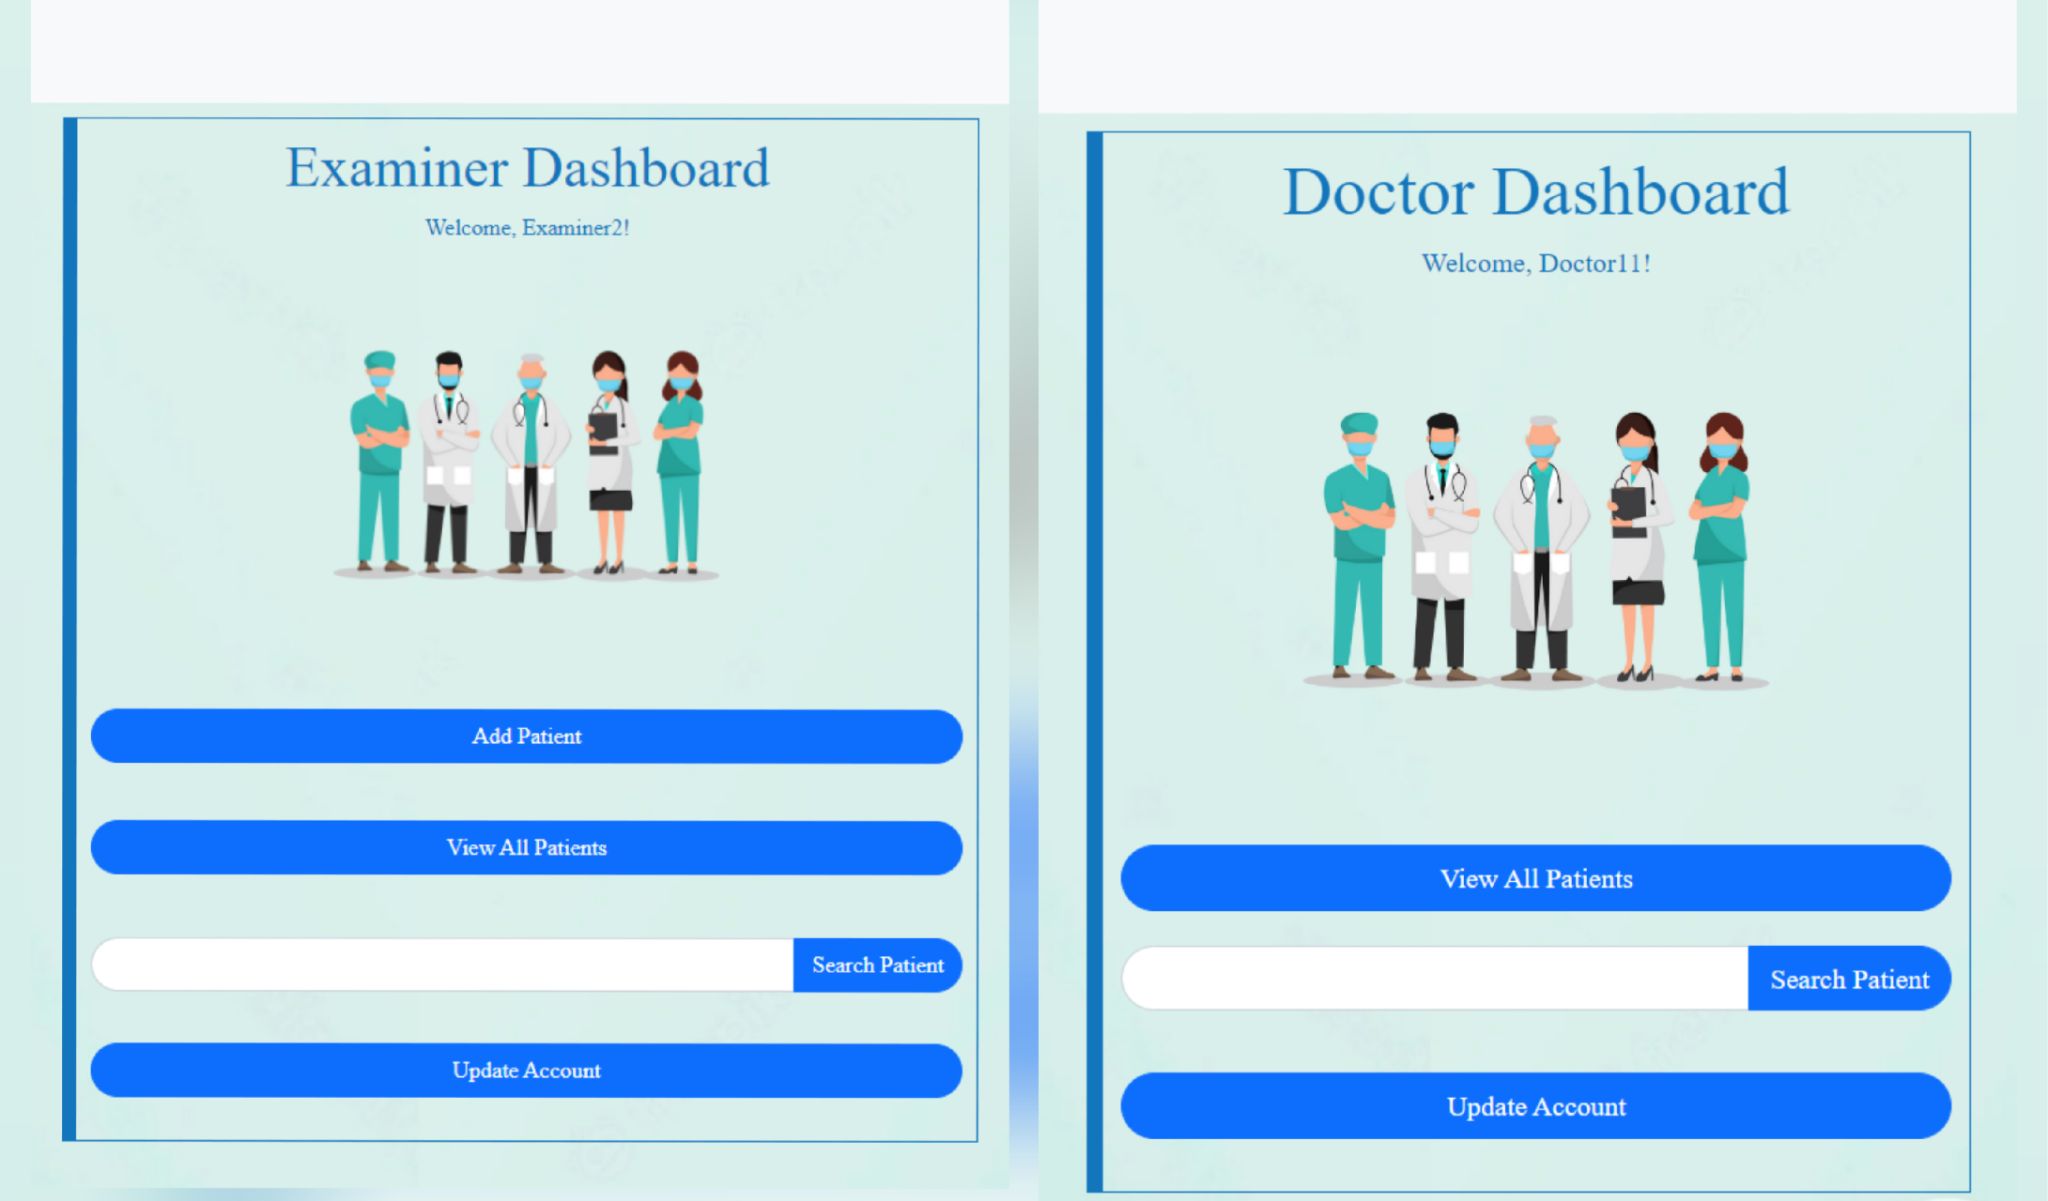 Examiner Dashboard
Welcome, Examiner2!
Add Patient
View All Patients
Search Patient
Update Account
Doctor Dashboard
Welcome, Doctor11!
View All Patients
Search Patient
Update Account